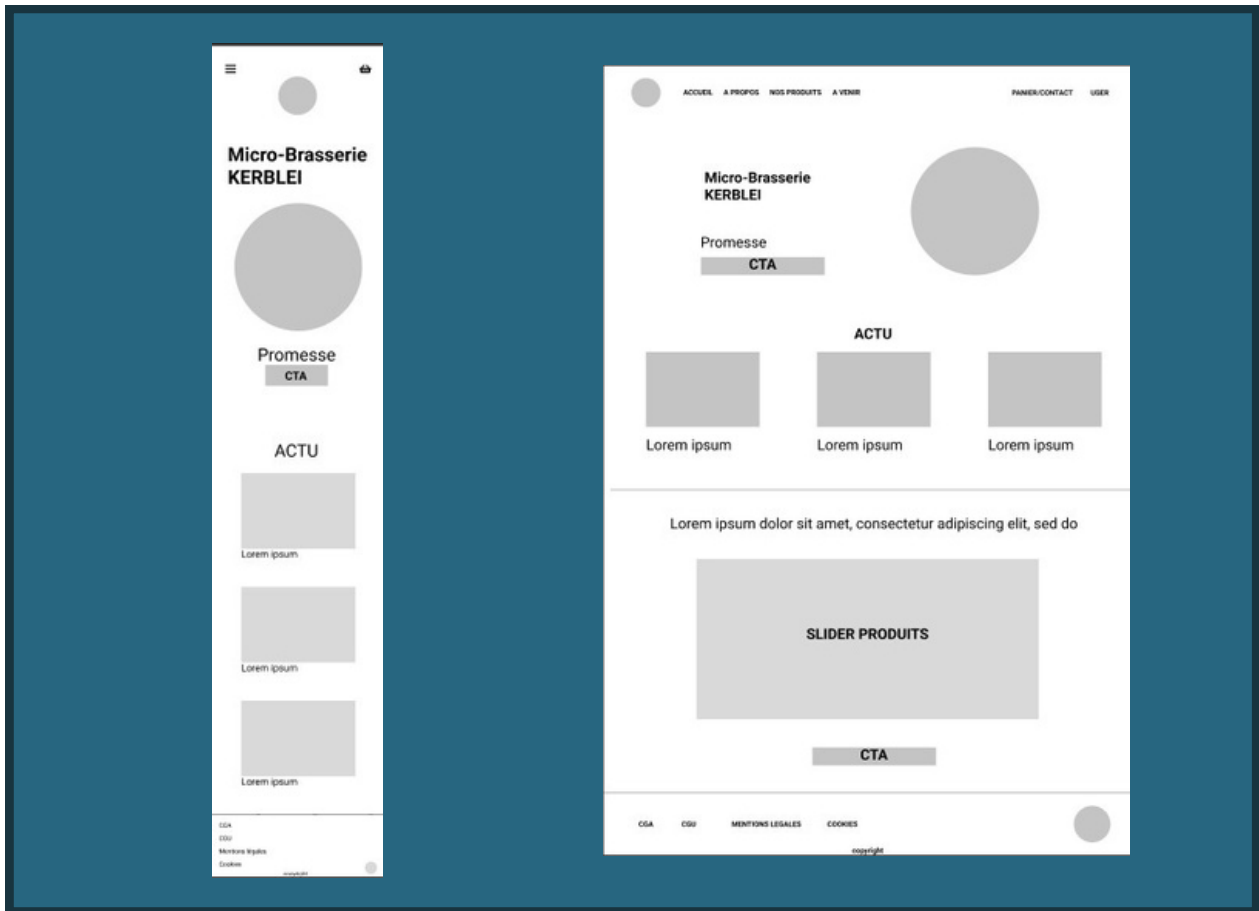 Micro-Brasserie
KERBLEI
Promesse
CTA
ACTU
Lorem ipsum
Lorem ipsum
Lorem ipsum
CGA
CGU
Mentions légales
Cookies
copyright
ACCUEIL A PROPOS NOS PRODUITS A VENIR PANIER/CONTACT USER
Micro-Brasserie
KERBLEI
Promesse
CTA
ACTU
Lorem ipsum Lorem ipsum Lorem ipsum
Lorem ipsum dolor sit amet, consectetur adipiscing elit, sed do
SLIDER PRODUITS
CTA
CGA CGU MENTIONS LEGALES COOKIES
copyright